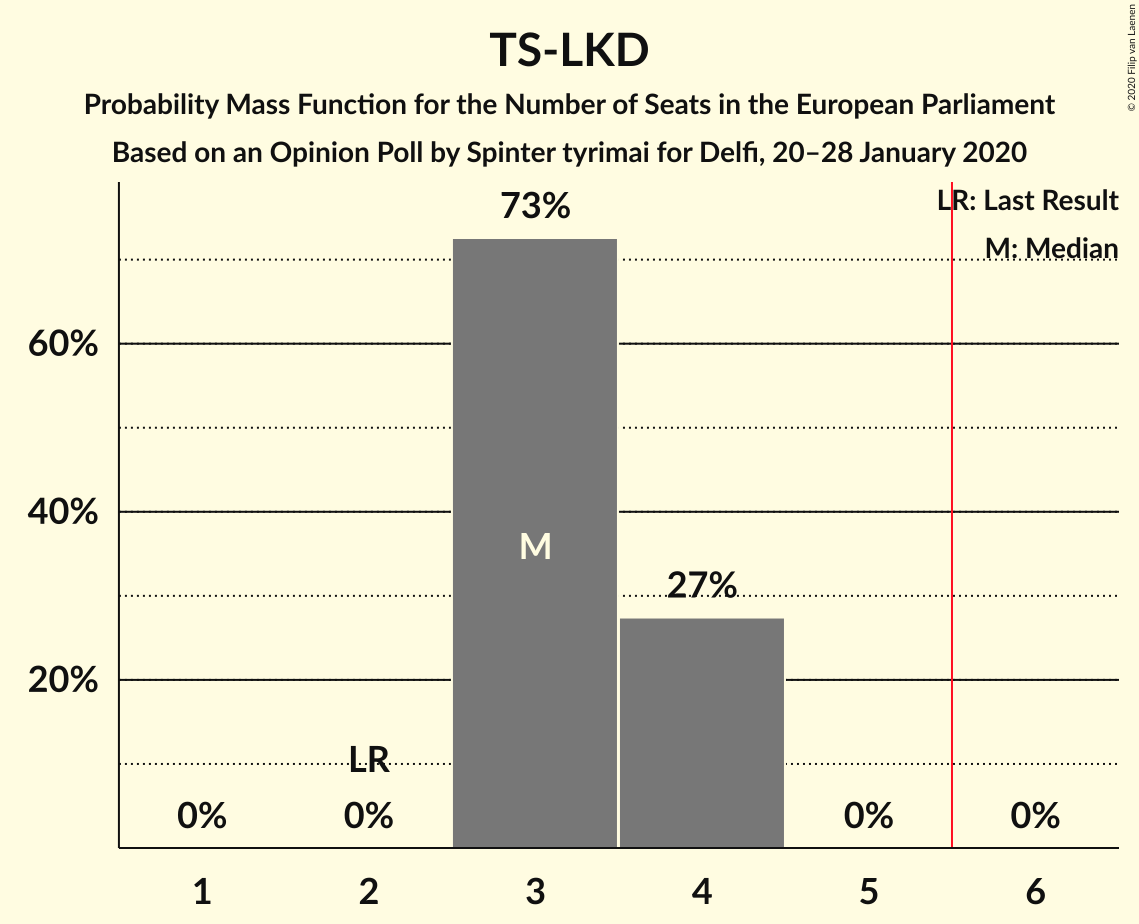 TS-LKD
Probability Mass Function for the Number of Seats in the European Parliament
Based on an Opinion Poll by Spinter tyrimai for Delfi, 20–28 January 2020
© 2020 Filip van Laenen
LR: Last Result
M: Median
73%
60%
40%
M
27%
20%
LR
0%
0%
0%
0%
1
2
3
4
5
6